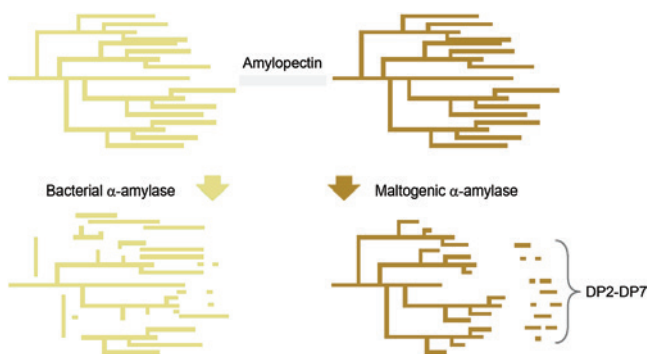 Amylopectin
Bacterial α-amylase
Maltogenic α-amylase
DP2-DP7